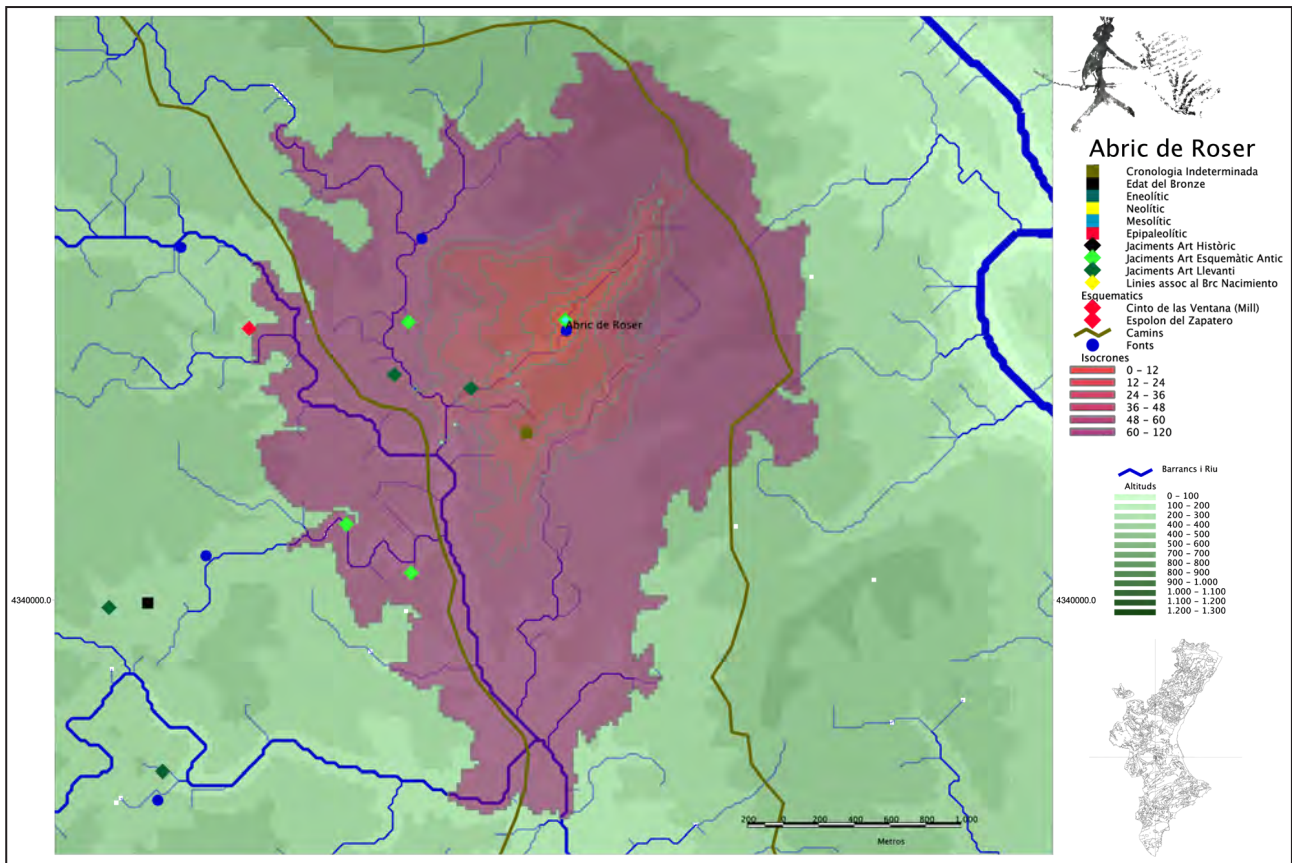 Abric de Roser
Cronologia Indeterminada
Edat del Bronze
Eneolític
Neolític
Mesolític
Epipaleolític
Jaciments Art Històric
Jaciments Art Esquemàtic Antic
Jaciments Art Llevanti
Linies assoc al Brc Nacimiento
Esquematics
Cinto de las Ventana (Mill)
Espolon del Zapatero
Camins
Fonts
Isocrones
0 - 12
12 - 24
24 - 36
36 - 48
48 - 60
60 - 120
Barrancs i Riu
Altituds
0 - 100
100 - 200
200 - 300
400 - 400
400 - 500
500 - 600
700 - 700
800 - 800
800 - 900
900 - 1.000
1.000 - 1.100
1.100 - 1.200
1.200 - 1.300
Abric de Roser
4340000.0
4340000.0
200 0 200 400 600 800 1.000
Metros